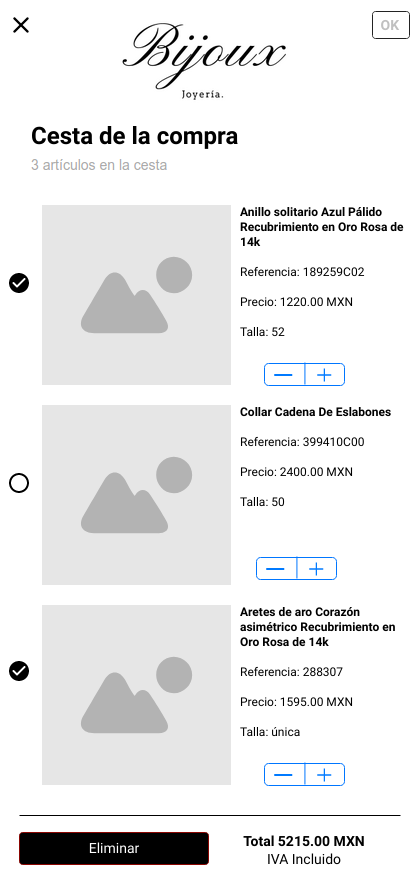 OK
Bijoux
Joyería.
Cesta de la compra
3 artículos en la cesta
Anillo solitario Azul Pálido
Recubrimiento en Oro Rosa de
14k
Referencia: 189259C02
Precio: 1220.00 MXN
Talla: 52
Collar Cadena De Eslabones
Referencia: 399410C00
Precio: 2400.00 MXN
Talla: 50
Aretes de aro Corazón
asimétrico Recubrimiento en
Oro Rosa de 14k
Referencia: 288307
Precio: 1595.00 MXN
Talla: única
Eliminar
Total 5215.00 MXN
IVA Incluido